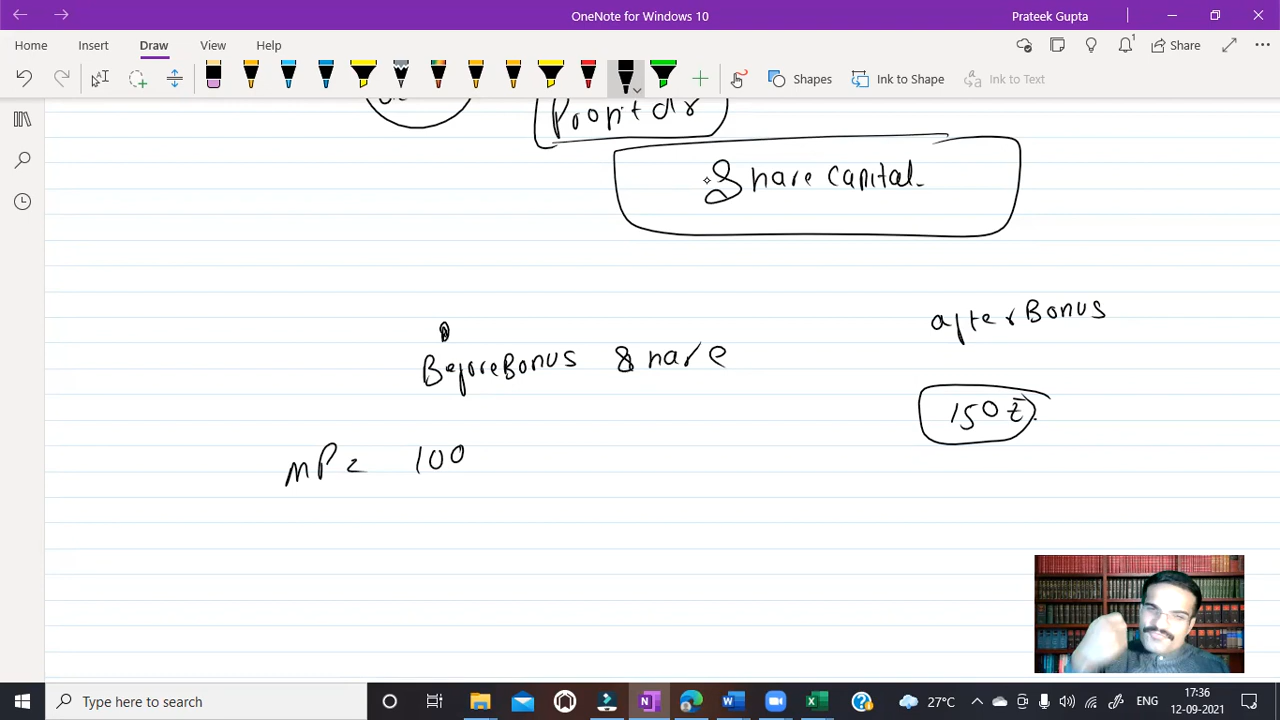 OneNote for Windows 10
Prateek Gupta
Home Insert Draw View Help
Share
Shapes
Ink to Shape
Ink to Text
Share capital.
after Bonus
Before Bonus Share
150
MP = 100
Type here to search
27°C
ENG
17:36
12-09-2021